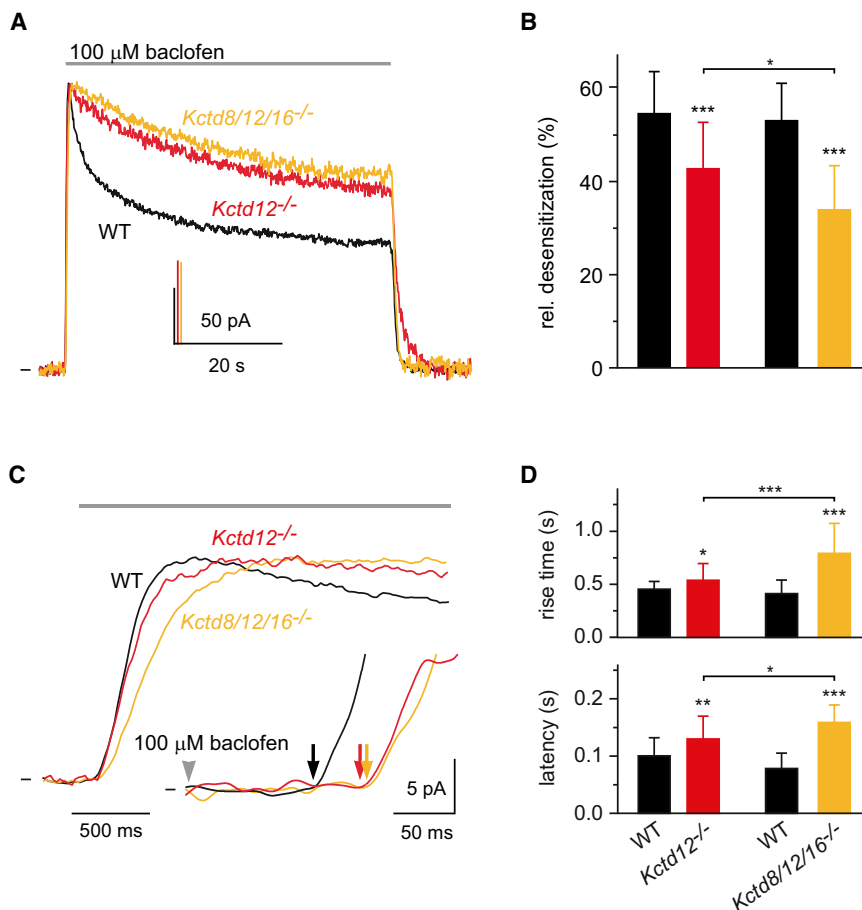 A
100 μM baclofen
Kctd8/12/16-/-
Kctd12-/-
WT
50 pA
20 s
–
B
rel. desensitization (%)
60
40
20
0
*
***
***
C
Kctd12-/-
WT
Kctd8/12/16-/-
100 μM baclofen
–
–
5 pA
500 ms
50 ms
D
rise time (s)
1.0
0.5
0.0
***
*
***
latency (s)
0.2
0.1
0.0
*
**
***
WT
Kctd12-/-
WT
Kctd8/12/16-/-